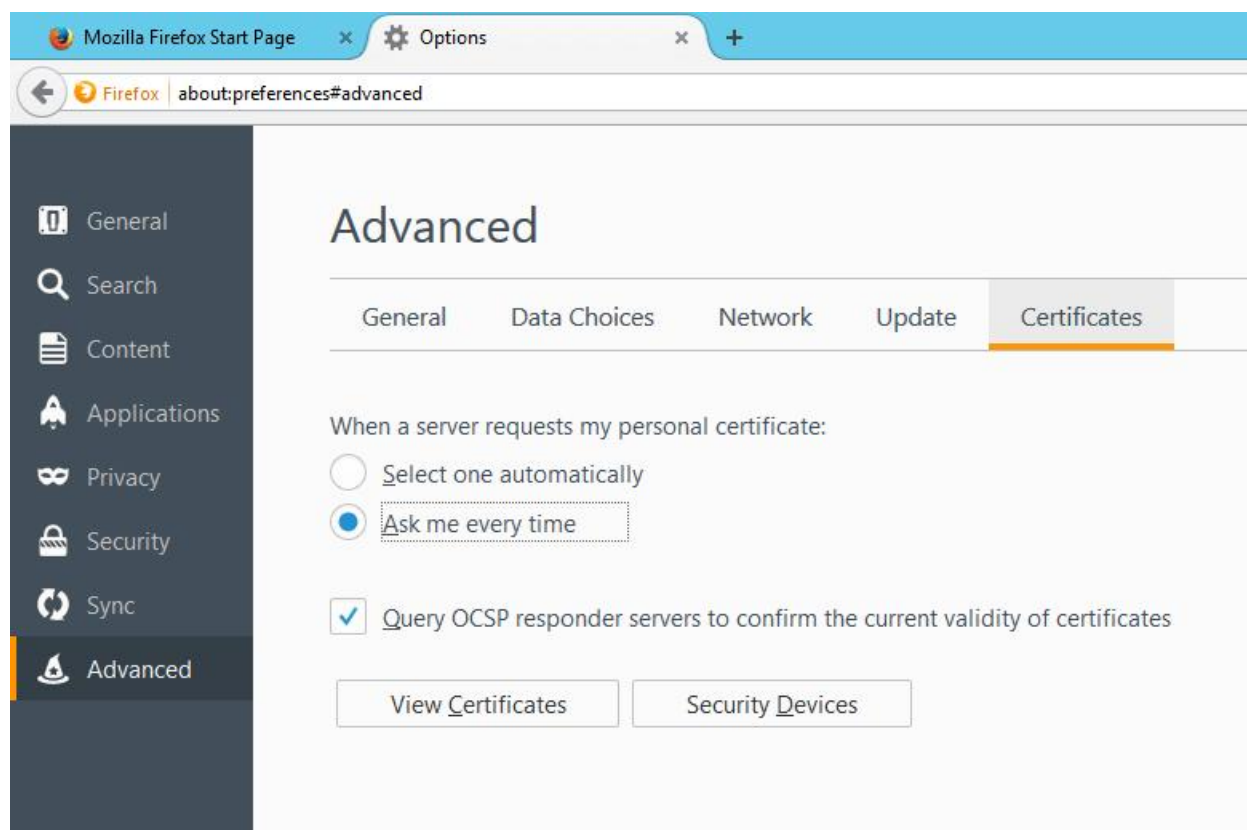 Mozilla Firefox Start Page × Options × +
Firefox about:preferences#advanced
General
Search
Content
Applications
Privacy
Security
Sync
Advanced
Advanced
General Data Choices Network Update Certificates
When a server requests my personal certificate:
Select one automatically
Ask me every time
Query OCSP responder servers to confirm the current validity of certificates
View Certificates Security Devices